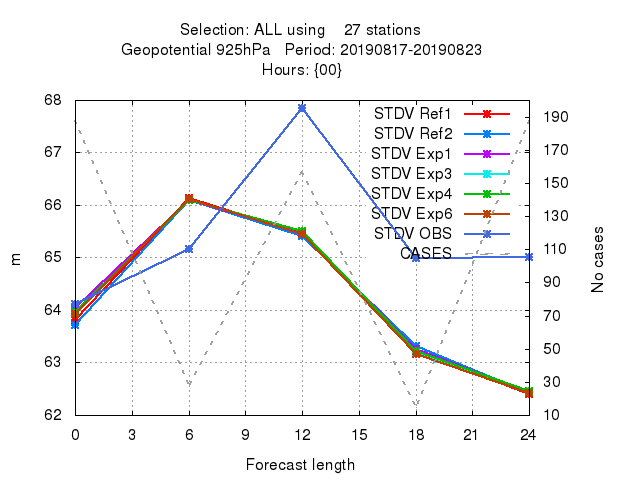 Selection: ALL using    27 stations
Geopotential 925hPa   Period: 20190817-20190823
Hours: {00}
68
67
66
65
64
63
62
m
STDV Ref1
STDV Ref2
STDV Exp1
STDV Exp3
STDV Exp4
STDV Exp6
STDV OBS
CASES
190
170
150
130
110
90
70
50
30
10
No cases
0 3 6 9 12 15 18 21 24
Forecast length